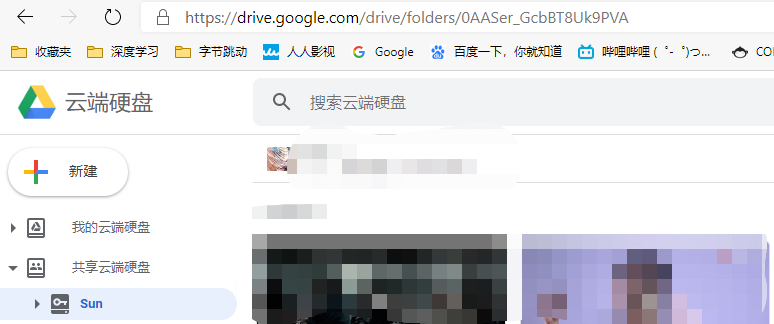 https://drive.google.com/drive/folders/0AASer_GcbBT8Uk9PVA
收藏夹 深度学习 字节跳动 人人影视 Google 百度一下，你就知道 哔哩哔哩 ( ゜- ゜)つ... COI
云端硬盘 搜索云端硬盘
新建
我的云端硬盘
共享云端硬盘
Sun